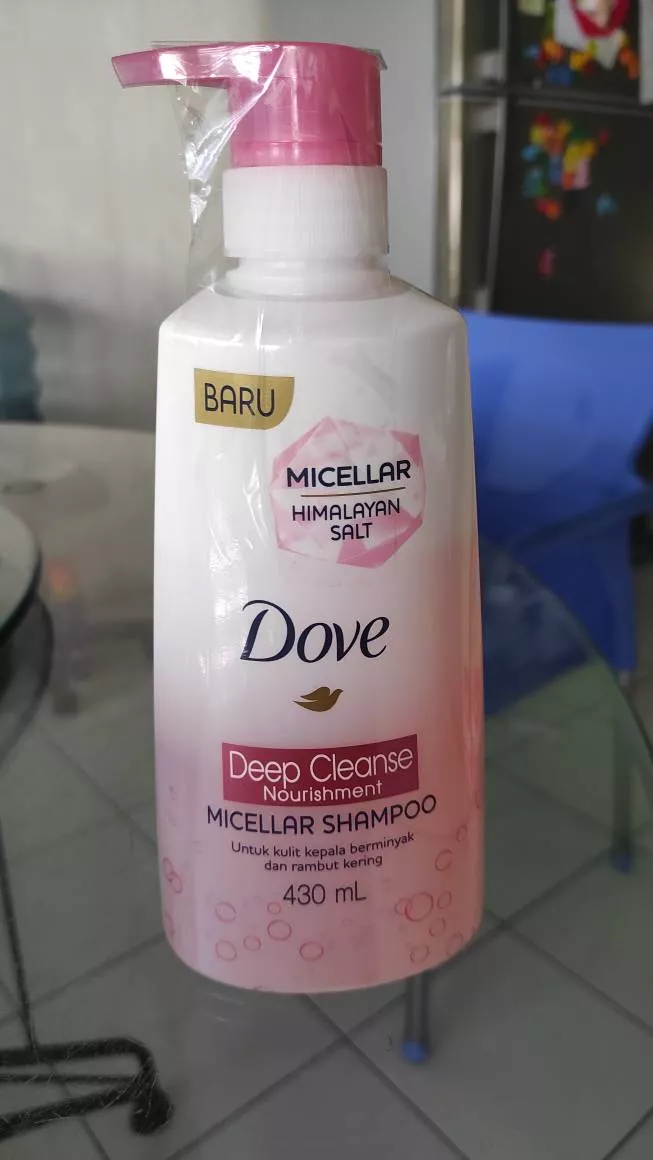 BARU
MICELLAR
HIMALAYAN
SALT
Dove
Deep Cleanse
Nourishment
MICELLAR SHAMPOO
Untuk kulit kepala berminyak
dan rambut kering
430 mL